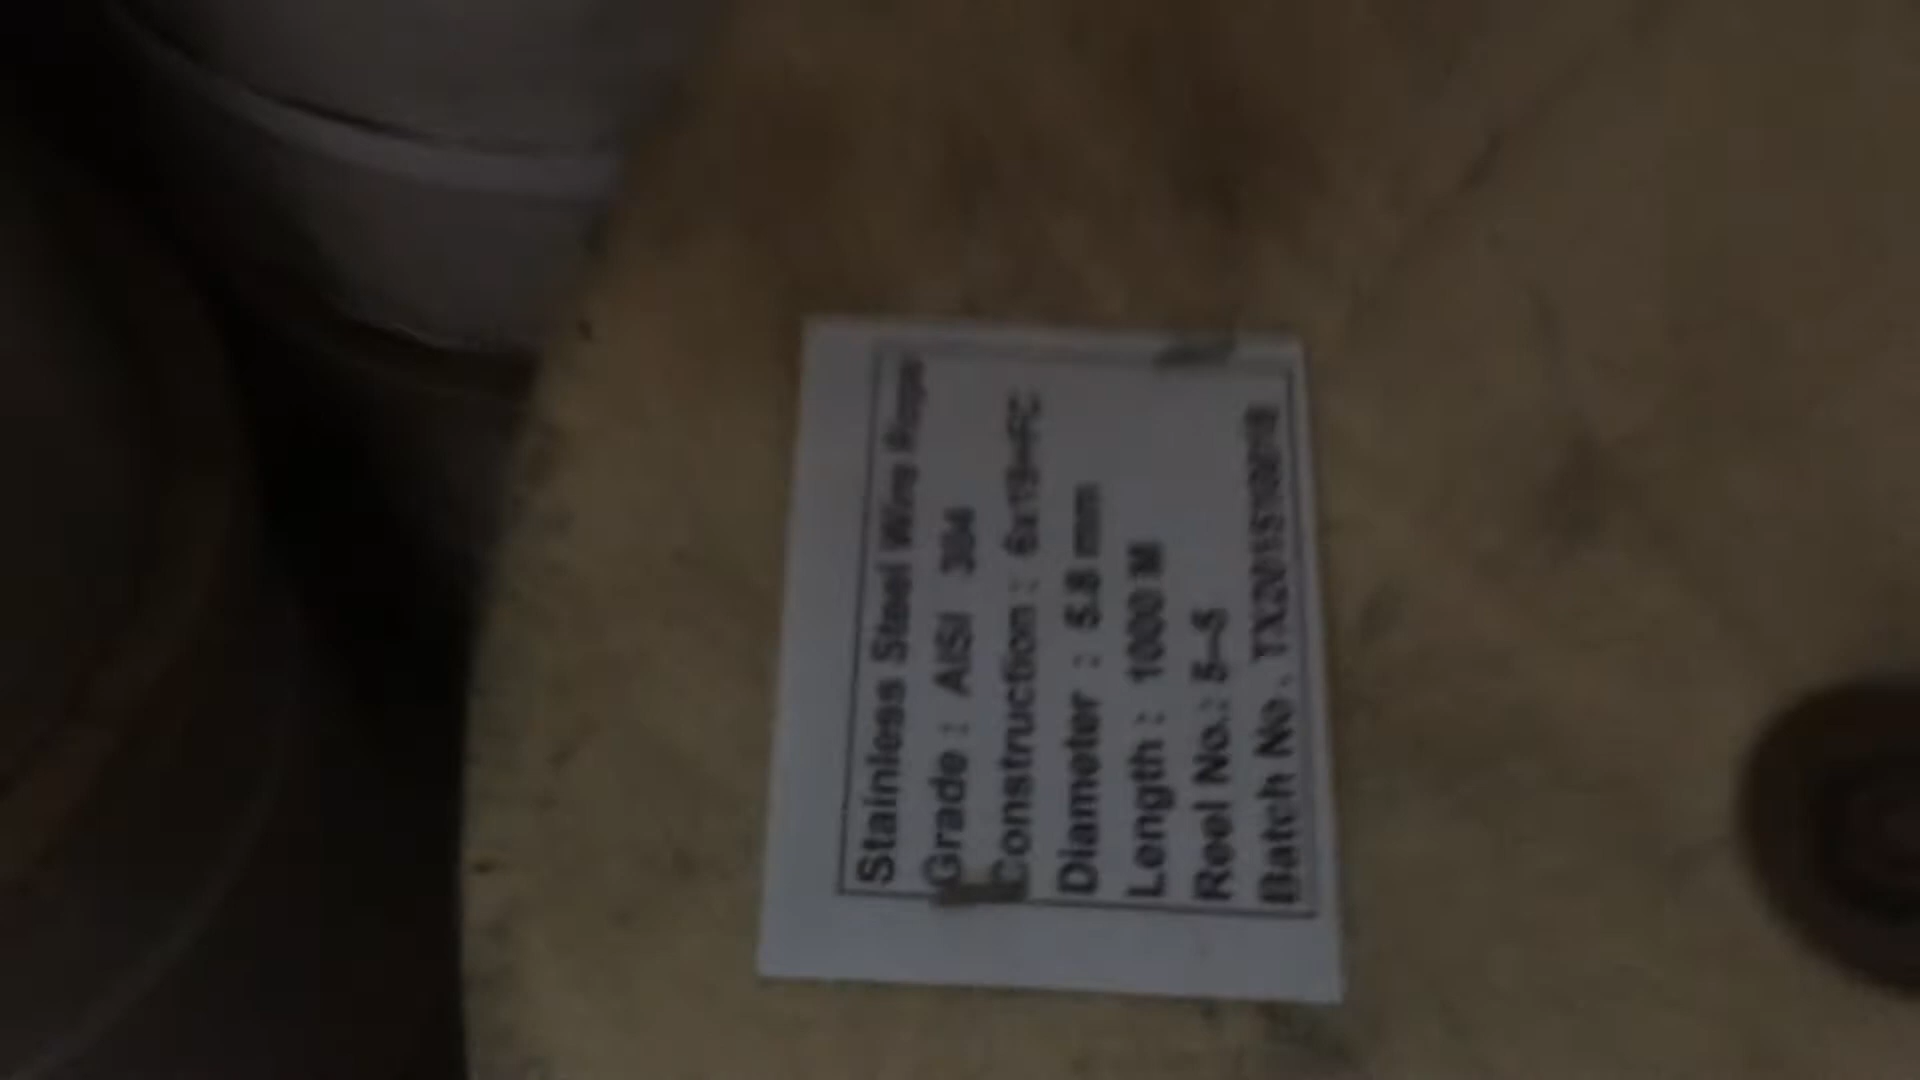 Stainless Steel Wire Rope
Grade : AISI 304
Construction : 6x19+FC
Diameter : 5.8 mm
Length : 1000 M
Reel No.: 5-5
Batch No.